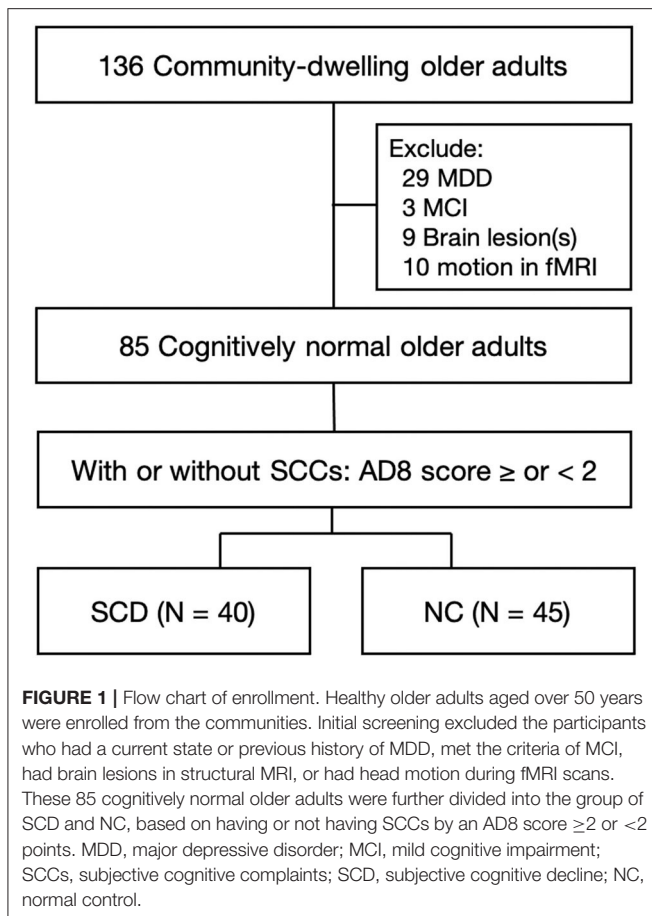 136 Community-dwelling older adults
Exclude:
29 MDD
3 MCI
9 Brain lesion(s)
10 motion in fMRI
85 Cognitively normal older adults
With or without SCCs: AD8 score ≥ or < 2
SCD (N = 40)
NC (N = 45)
FIGURE 1 | Flow chart of enrollment. Healthy older adults aged over 50 years
were enrolled from the communities. Initial screening excluded the participants
who had a current state or previous history of MDD, met the criteria of MCI,
had brain lesions in structural MRI, or had head motion during fMRI scans.
These 85 cognitively normal older adults were further divided into the group of
SCD and NC, based on having or not having SCCs by an AD8 score ≥2 or <2
points. MDD, major depressive disorder; MCI, mild cognitive impairment;
SCCs, subjective cognitive complaints; SCD, subjective cognitive decline; NC,
normal control.